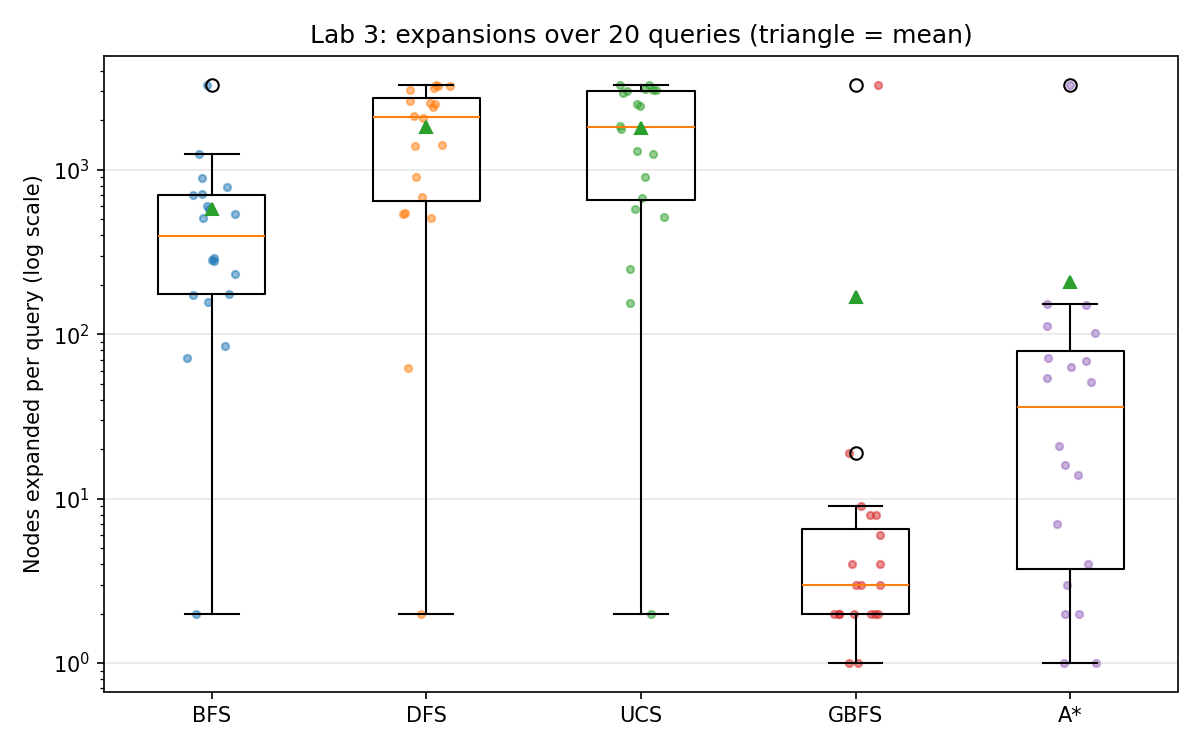 Lab 3: expansions over 20 queries (triangle = mean)
Nodes expanded per query (log scale)
10³
10²
10¹
10⁰
BFS
DFS
UCS
GBFS
A*